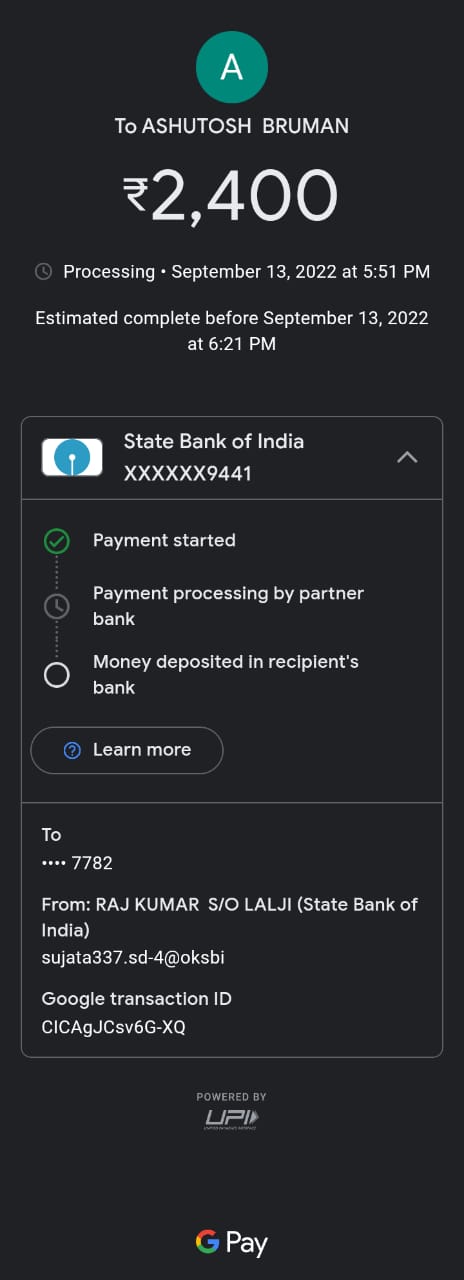 A
To ASHUTOSH BRUMAN
₹2,400
Processing • September 13, 2022 at 5:51 PM
Estimated complete before September 13, 2022
at 6:21 PM
State Bank of India
XXXXXX9441
Payment started
Payment processing by partner
bank
Money deposited in recipient's
bank
Learn more
To
•••• 7782
From: RAJ KUMAR S/O LALJI (State Bank of
India)
sujata337.sd-4@oksbi
Google transaction ID
CICAgJCsv6G-XQ
POWERED BY
UPI
UNIFIED PAYMENTS INTERFACE
G Pay